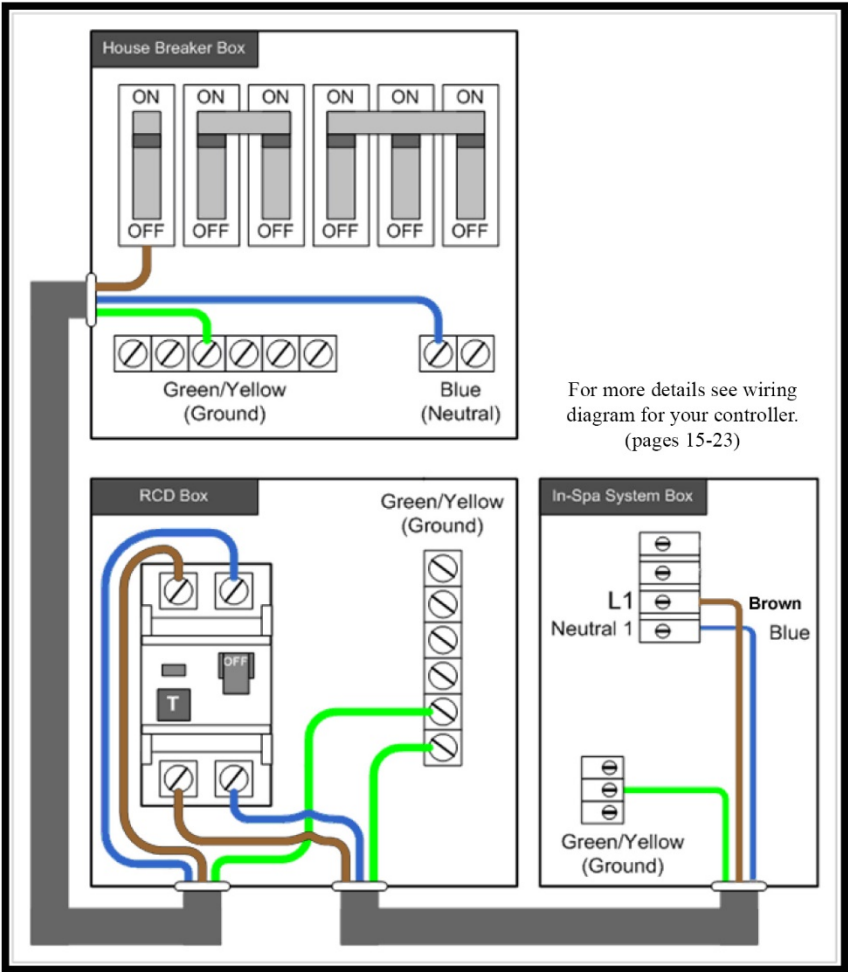 House Breaker Box
ON ON ON ON ON ON
OFF OFF OFF OFF OFF OFF
Green/Yellow
(Ground)
Blue
(Neutral)
For more details see wiring
diagram for your controller.
(pages 15-23)
RCD Box
Green/Yellow
(Ground)
OFF
T
In-Spa System Box
L1
Brown
Neutral 1
Blue
Green/Yellow
(Ground)